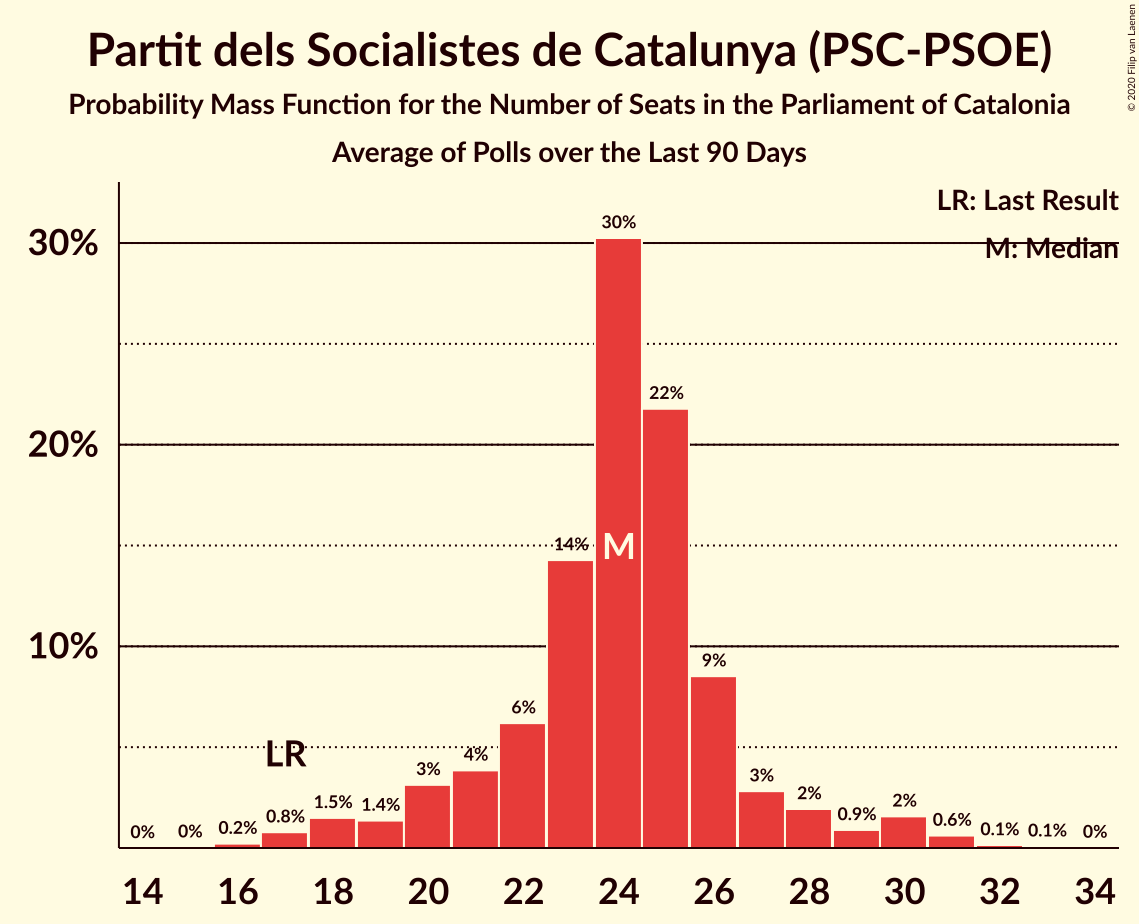 Partit dels Socialistes de Catalunya (PSC-PSOE)
Probability Mass Function for the Number of Seats in the Parliament of Catalonia
Average of Polls over the Last 90 Days
© 2020 Filip van Laenen
LR: Last Result
M: Median
30%
20%
10%
0%
0%
0.2%
0.8%
1.5%
1.4%
3%
4%
6%
14%
30%
22%
9%
3%
2%
0.9%
2%
0.6%
0.1%
0.1%
0%
LR
M
14 16 18 20 22 24 26 28 30 32 34